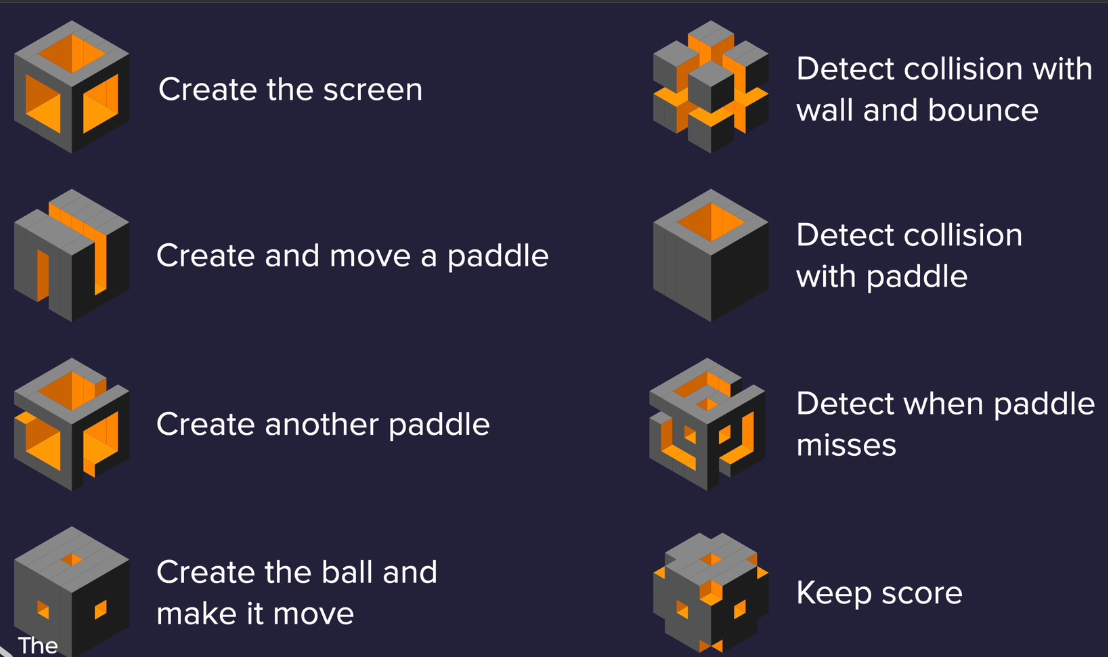 Create the screen
Create and move a paddle
Create another paddle
Create the ball and
make it move
Detect collision with
wall and bounce
Detect collision
with paddle
Detect when paddle
misses
Keep score
The